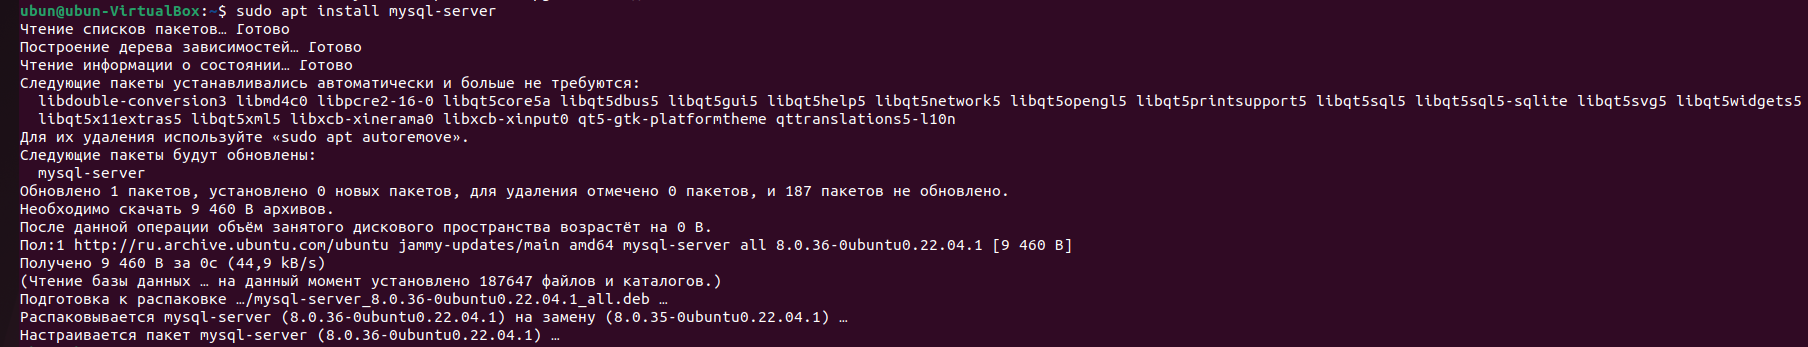 ubun@ubun-VirtualBox:~$ sudo apt install mysql-server
Чтение списков пакетов… Готово
Построение дерева зависимостей… Готово
Чтение информации о состоянии… Готово
Следующие пакеты устанавливались автоматически и больше не требуются:
  libdouble-conversion3 libmd4c0 libpcre2-16-0 libqt5core5a libqt5dbus5 libqt5gui5 libqt5help5 libqt5network5 libqt5opengl5 libqt5printsupport5 libqt5sql5 libqt5sql5-sqlite libqt5svg5 libqt5widgets5
  libqt5x11extras5 libqt5xml5 libxcb-xinerama0 libxcb-xinput0 qt5-gtk-platformtheme qttranslations5-l10n
Для их удаления используйте «sudo apt autoremove».
Следующие пакеты будут обновлены:
  mysql-server
Обновлено 1 пакетов, установлено 0 новых пакетов, для удаления отмечено 0 пакетов, и 187 пакетов не обновлено.
Необходимо скачать 9 460 B архивов.
После данной операции объём занятого дискового пространства возрастёт на 0 B.
Пол:1 http://ru.archive.ubuntu.com/ubuntu jammy-updates/main amd64 mysql-server all 8.0.36-0ubuntu0.22.04.1 [9 460 B]
Получено 9 460 B за 0с (44,9 kB/s)
(Чтение базы данных … на данный момент установлено 187647 файлов и каталогов.)
Подготовка к распаковке …/mysql-server_8.0.36-0ubuntu0.22.04.1_all.deb …
Распаковывается mysql-server (8.0.36-0ubuntu0.22.04.1) на замену (8.0.35-0ubuntu0.22.04.1) …
Настраивается пакет mysql-server (8.0.36-0ubuntu0.22.04.1) …